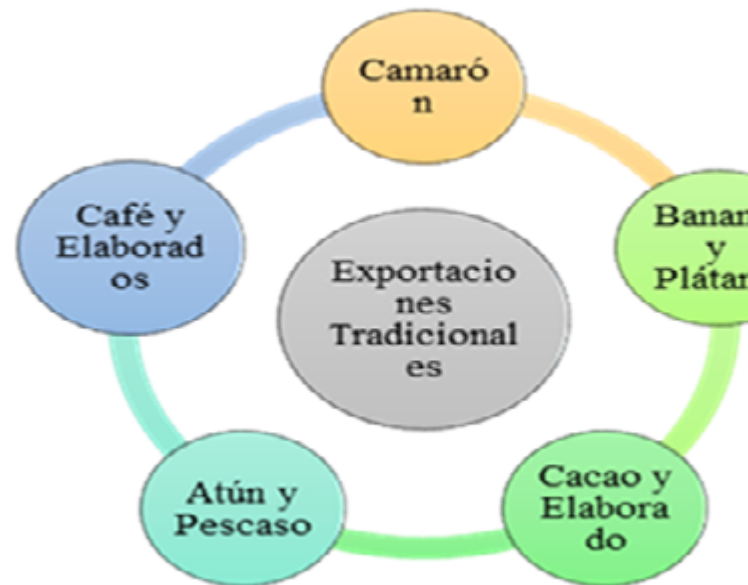 Camaró
n
Banan
y
Plátan
Cacao y
Elabora
do
Atún y
Pescaso
Café y
Elaborad
os
Exportacio
nes
Tradicional
es